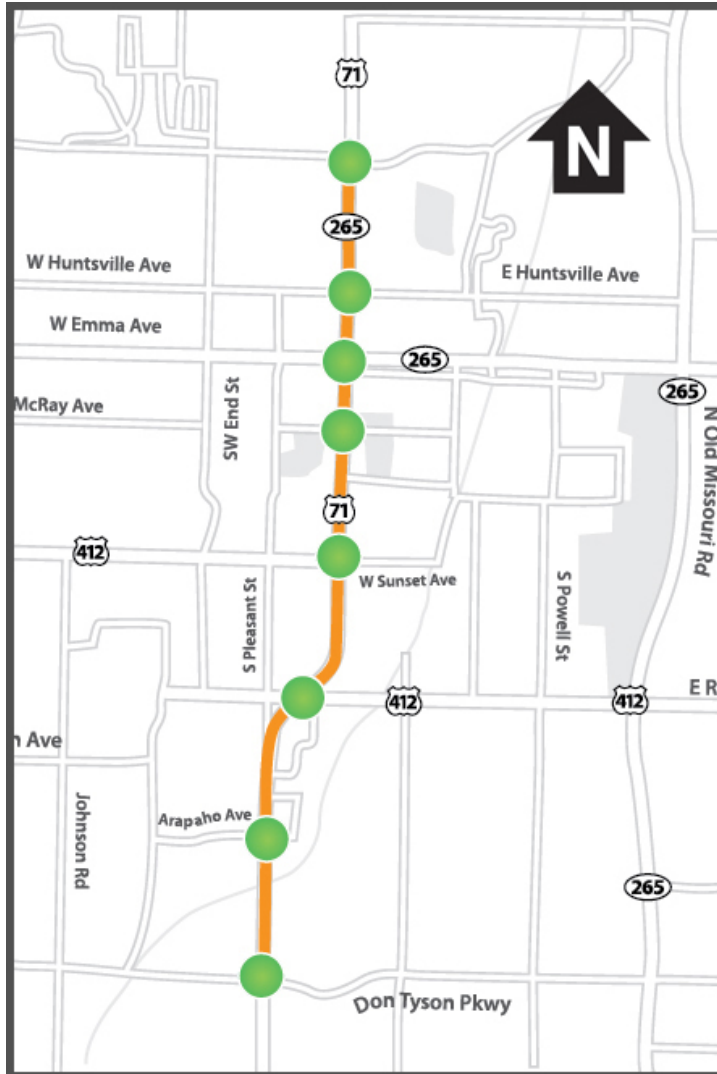 71
N
265
W Huntsville Ave
E Huntsville Ave
W Emma Ave
265
265
McRay Ave
SW End St
N Old Missouri Rd
71
412
W Sunset Ave
S Pleasant St
S Powell St
412
412
E R
n Ave
Johnson Rd
Arapaho Ave
265
Don Tyson Pkwy